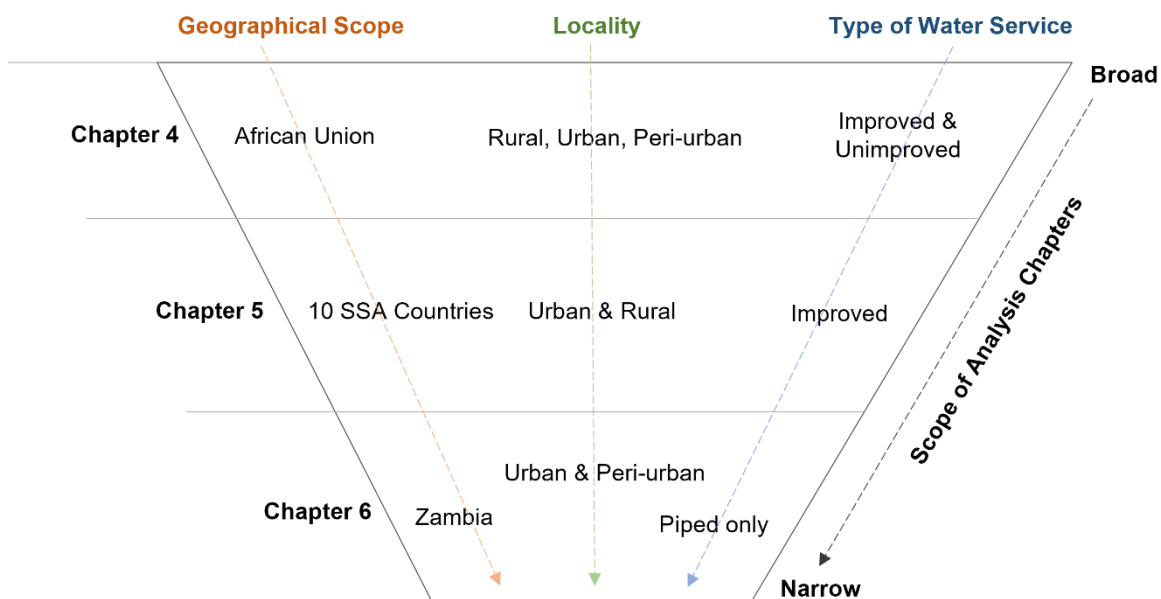 Geographical Scope
Locality
Type of Water Service
Broad
Chapter 4
African Union
Rural, Urban, Peri-urban
Improved &
Unimproved
Chapter 5
10 SSA Countries
Urban & Rural
Improved
Scope of Analysis Chapters
Chapter 6
Zambia
Urban & Peri-urban
Piped only
Narrow